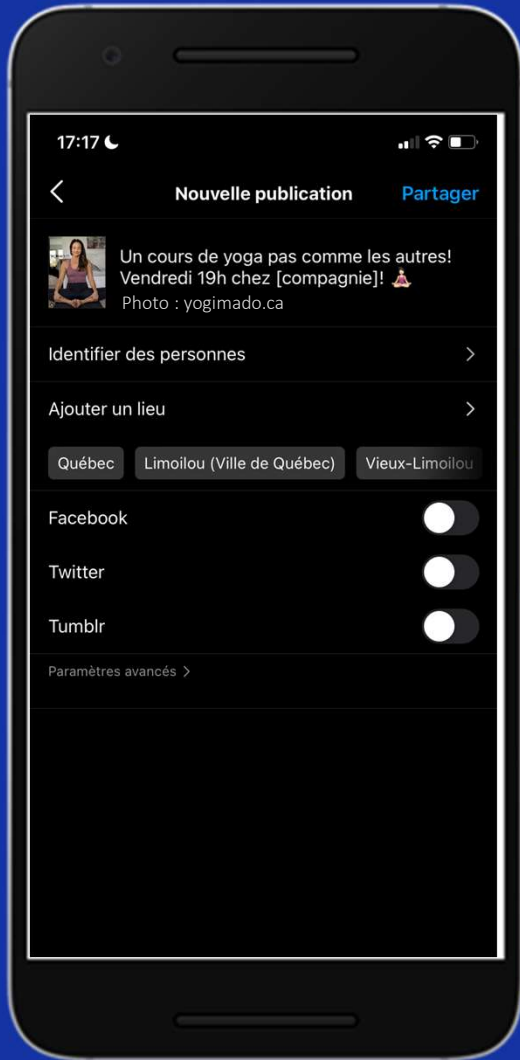 17:17
Nouvelle publication
Partager
Un cours de yoga pas comme les autres!
Vendredi 19h chez [compagnie]! 🧘🏻‍♀️
Photo : yogimado.ca
Identifier des personnes
Ajouter un lieu
Québec
Limoilou (Ville de Québec)
Vieux-Limoilou
Facebook
Twitter
Tumblr
Paramètres avancés >